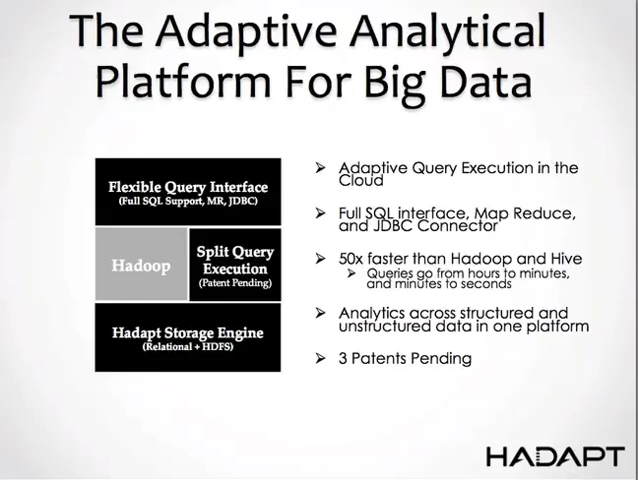 The Adaptive Analytical
Platform For Big Data
Flexible Query Interface
(Full SQL Support, MR, JDBC)
Hadoop
Split Query
Execution
(Patent Pending)
Hadapt Storage Engine
(Relational + HDFS)
➢ Adaptive Query Execution in the
Cloud
➢ Full SQL interface, Map Reduce,
and JDBC Connector
➢ 50x faster than Hadoop and Hive
➢ Queries go from hours to minutes,
and minutes to seconds
➢ Analytics across structured and
unstructured data in one platform
➢ 3 Patents Pending
HADAPT